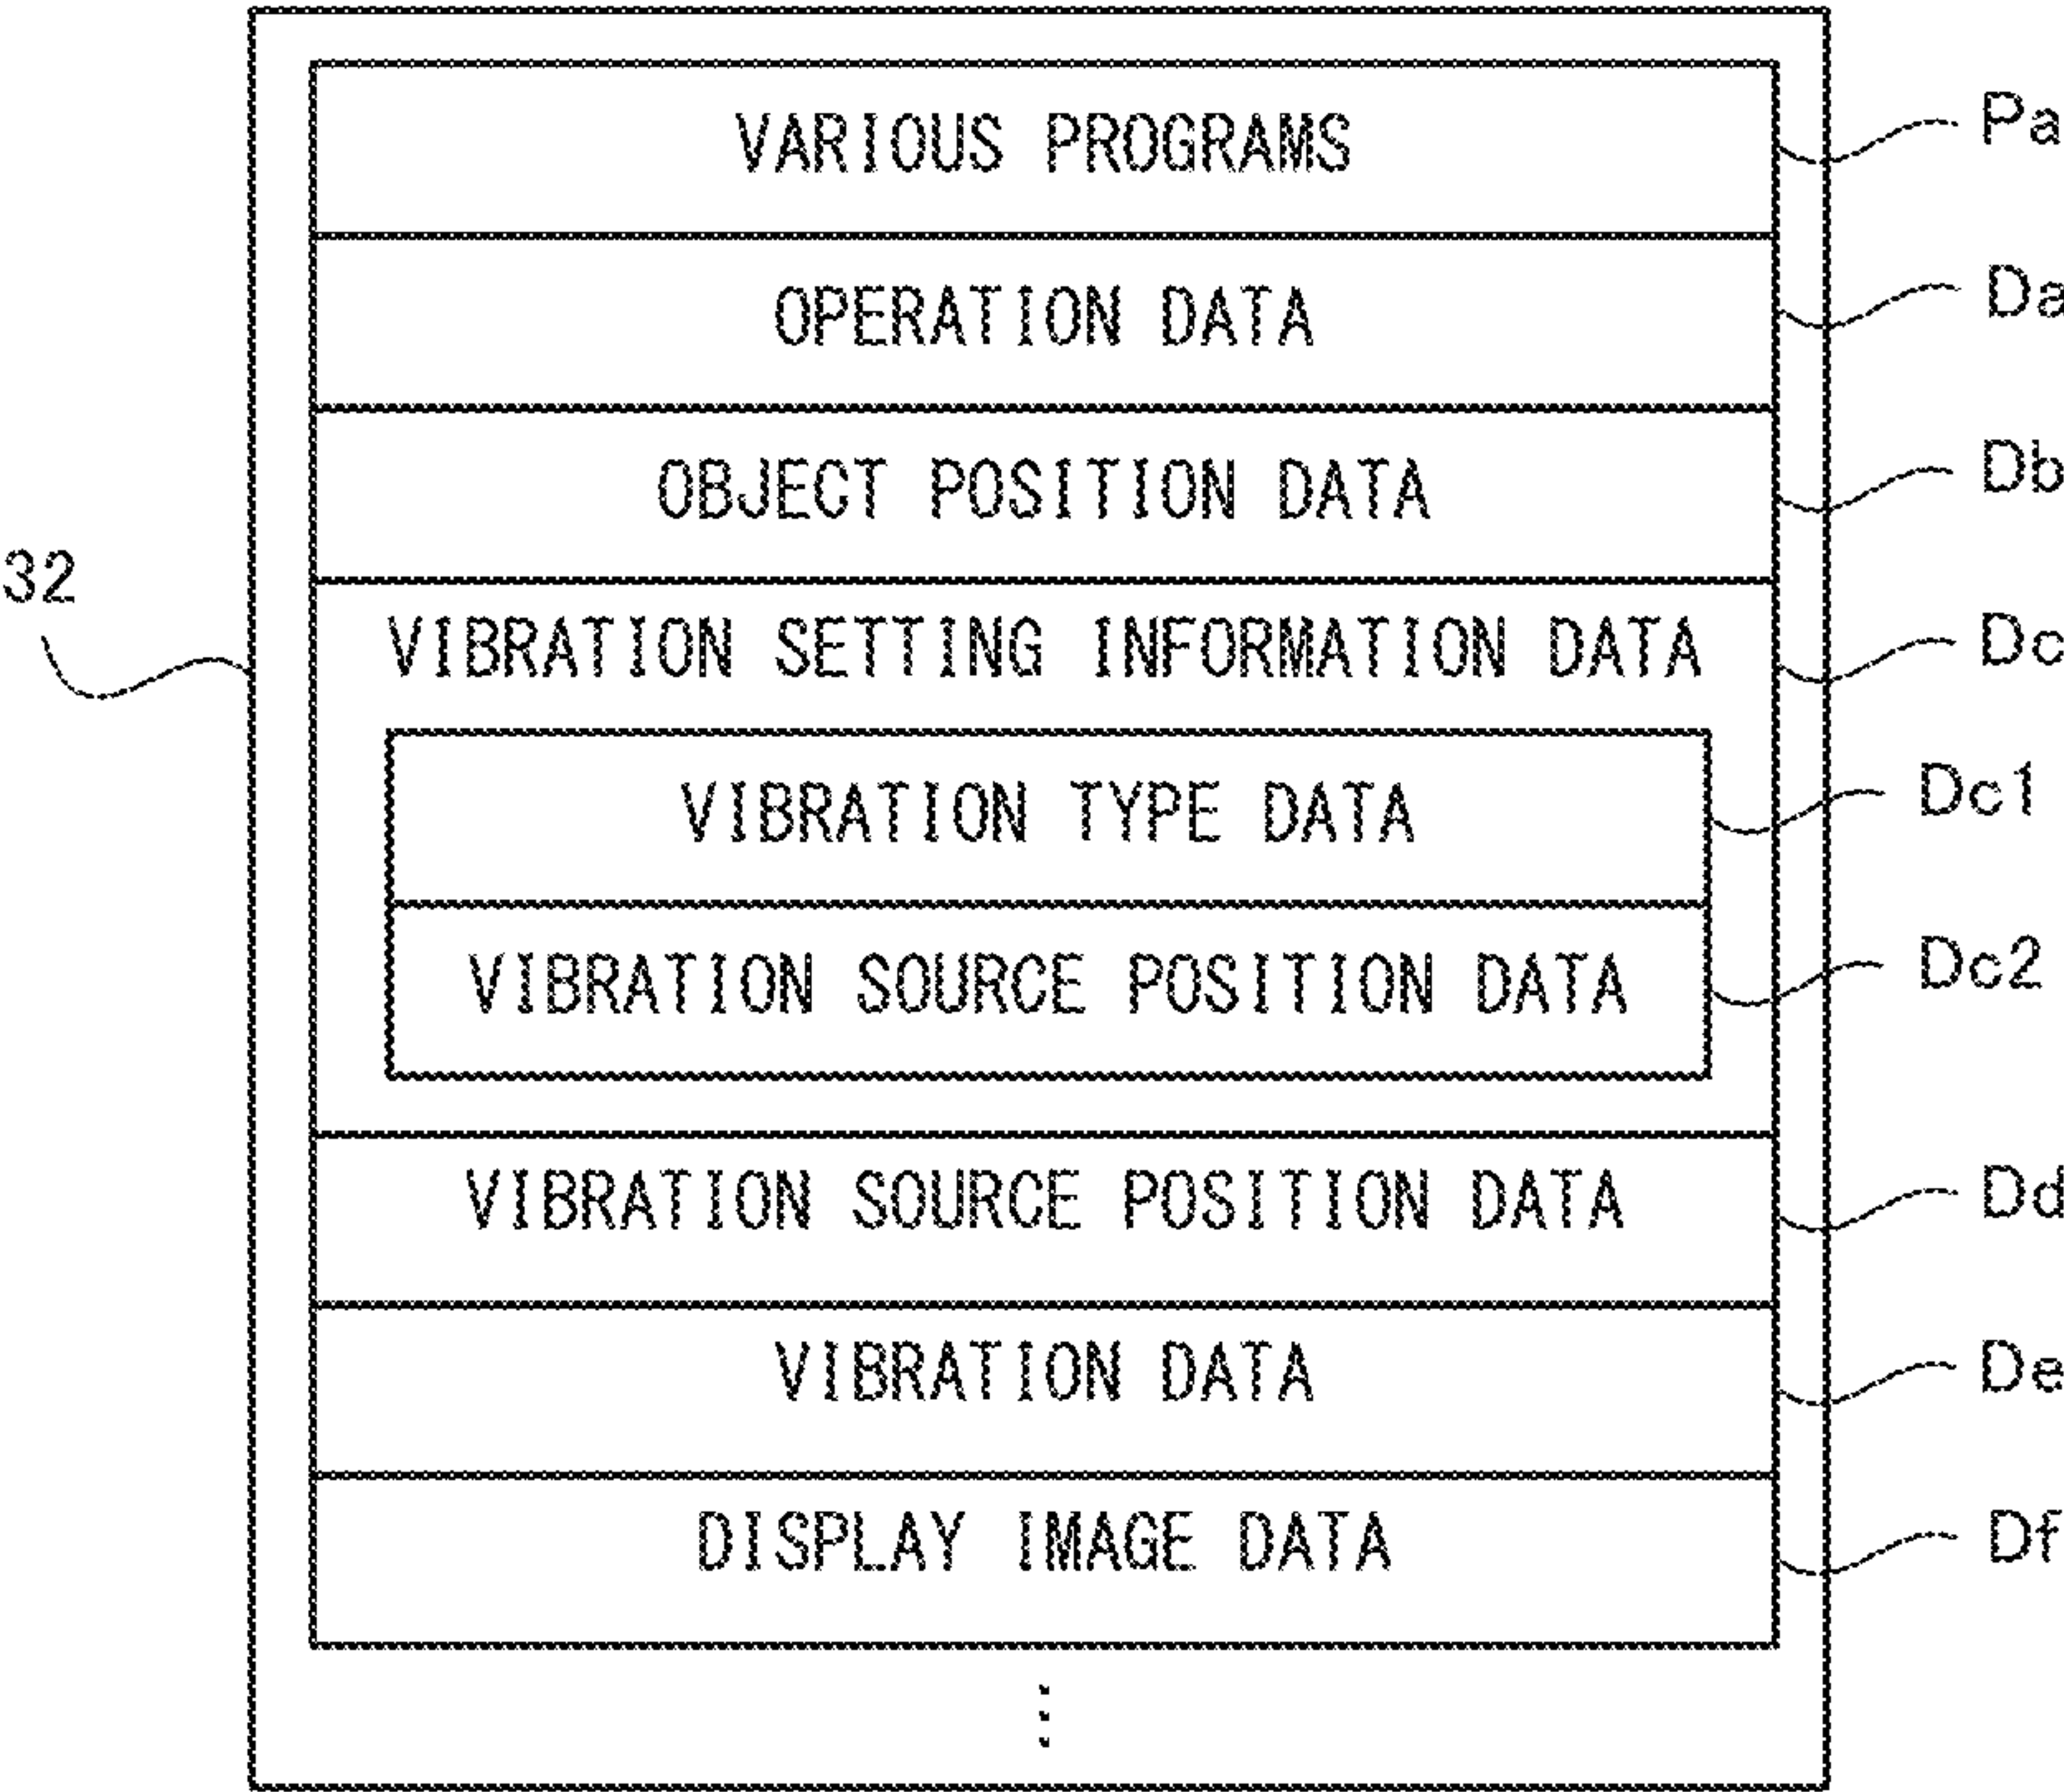 VARIOUS PROGRAMS Pa
OPERATION DATA Da
OBJECT POSITION DATA Db
32
VIBRATION SETTING INFORMATION DATA Dc
VIBRATION TYPE DATA Dc1
VIBRATION SOURCE POSITION DATA Dc2
VIBRATION SOURCE POSITION DATA Dd
VIBRATION DATA De
DISPLAY IMAGE DATA Df